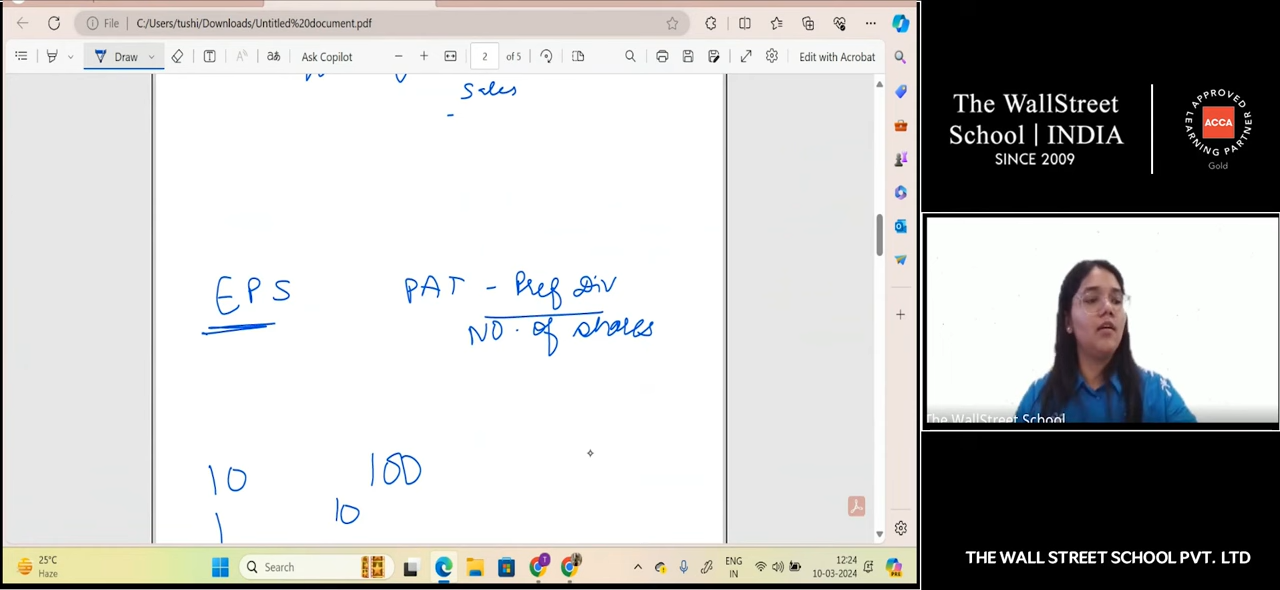 File C:/Users/tushi/Downloads/Untitled%20document.pdf
Draw Ask Copilot 2 of 5 Edit with Acrobat
Sales
EPS PAT - Pref Div
NO. of shares
10 100
1 10
25°C
Haze
Search
ENG
IN
12:24
10-03-2024
The WallStreet
School | INDIA
SINCE 2009
APPROVED
ACCA
LEARNING PARTNER
Gold
The WallStreet School
THE WALL STREET SCHOOL PVT. LTD